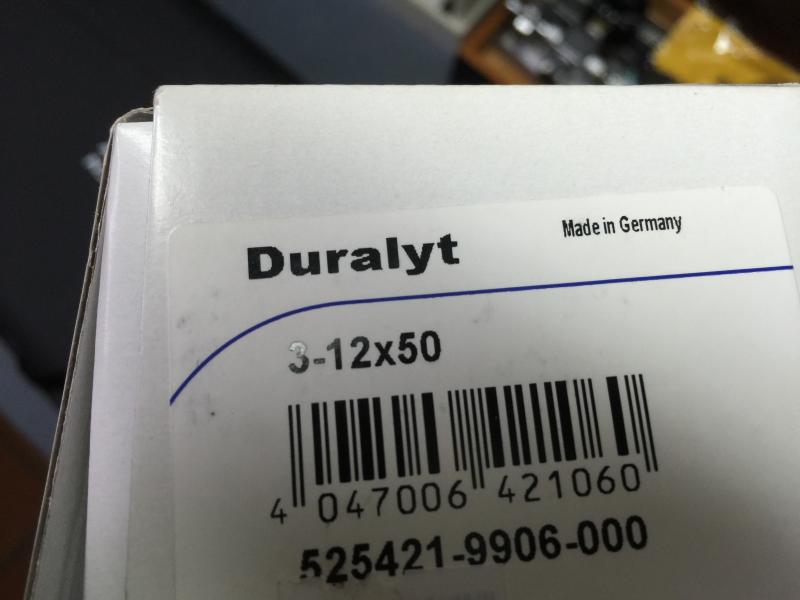 Duralyt
Made in Germany
3-12x50
4 047006 421060
525421-9906-000